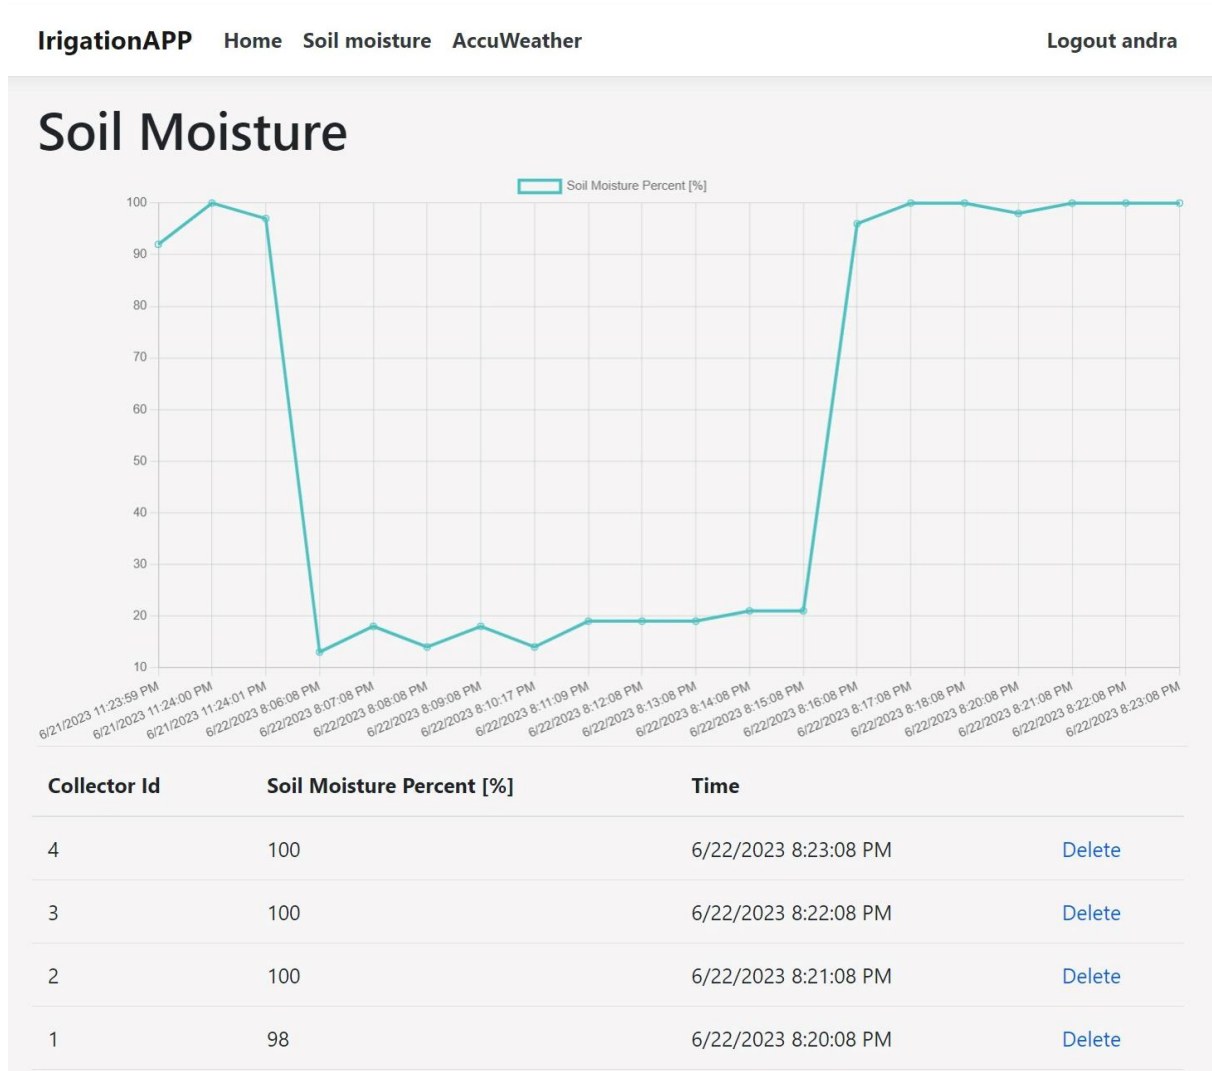 IrigationAPP Home Soil moisture AccuWeather Logout andra
Soil Moisture
Soil Moisture Percent [%]
100
90
80
70
60
50
40
30
20
10
6/21/2023 11:23:59 PM
6/21/2023 11:24:00 PM
6/21/2023 11:24:01 PM
6/22/2023 8:06:08 PM
6/22/2023 8:07:08 PM
6/22/2023 8:08:08 PM
6/22/2023 8:09:08 PM
6/22/2023 8:10:17 PM
6/22/2023 8:11:09 PM
6/22/2023 8:12:08 PM
6/22/2023 8:13:08 PM
6/22/2023 8:14:08 PM
6/22/2023 8:15:08 PM
6/22/2023 8:16:08 PM
6/22/2023 8:17:08 PM
6/22/2023 8:18:08 PM
6/22/2023 8:20:08 PM
6/22/2023 8:21:08 PM
6/22/2023 8:22:08 PM
6/22/2023 8:23:08 PM
Collector Id Soil Moisture Percent [%] Time
4 100 6/22/2023 8:23:08 PM Delete
3 100 6/22/2023 8:22:08 PM Delete
2 100 6/22/2023 8:21:08 PM Delete
1 98 6/22/2023 8:20:08 PM Delete